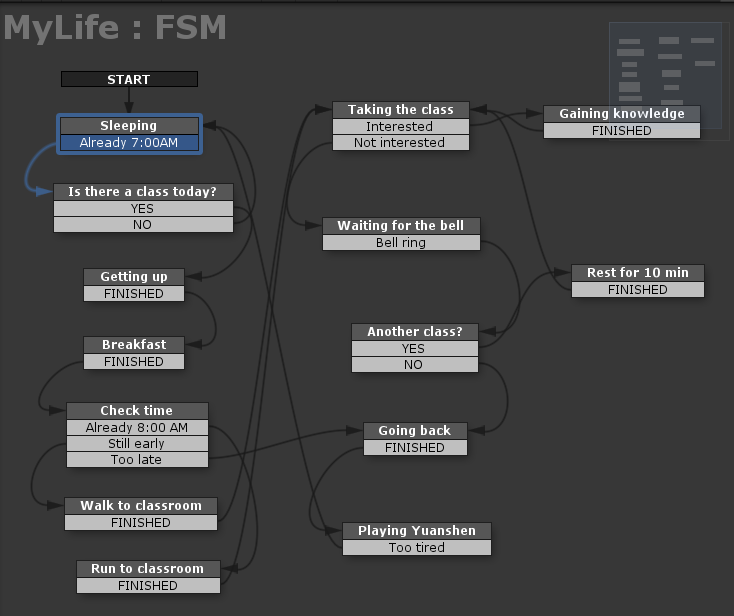 MyLife : FSM
START
Sleeping
Already 7:00AM
Is there a class today?
YES
NO
Getting up
FINISHED
Breakfast
FINISHED
Check time
Already 8:00 AM
Still early
Too late
Walk to classroom
FINISHED
Run to classroom
FINISHED
Taking the class
Interested
Not interested
Waiting for the bell
Bell ring
Another class?
YES
NO
Going back
FINISHED
Playing Yuanshen
Too tired
Gaining knowledge
FINISHED
Rest for 10 min
FINISHED